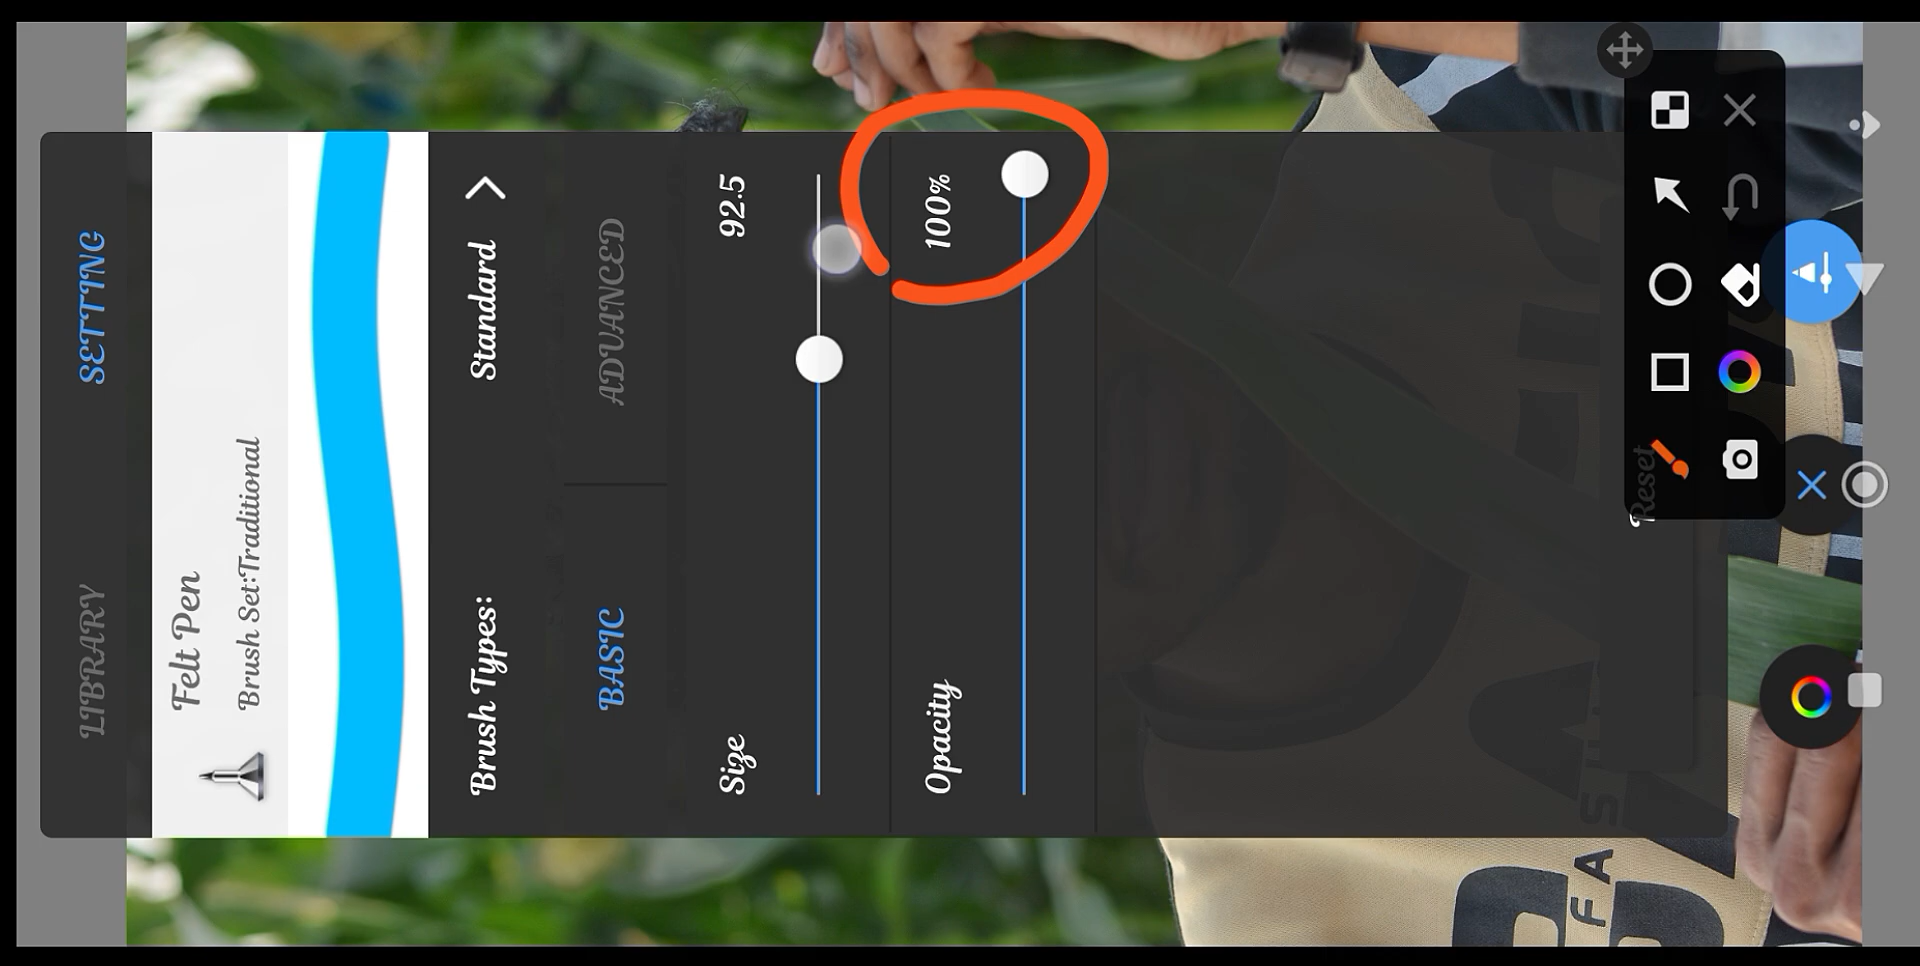 LIBRARY SETTING
Felt Pen
Brush Set:Traditional
Brush Types: Standard
BASIC ADVANCED
Size 92.5
Opacity 100%
Reset